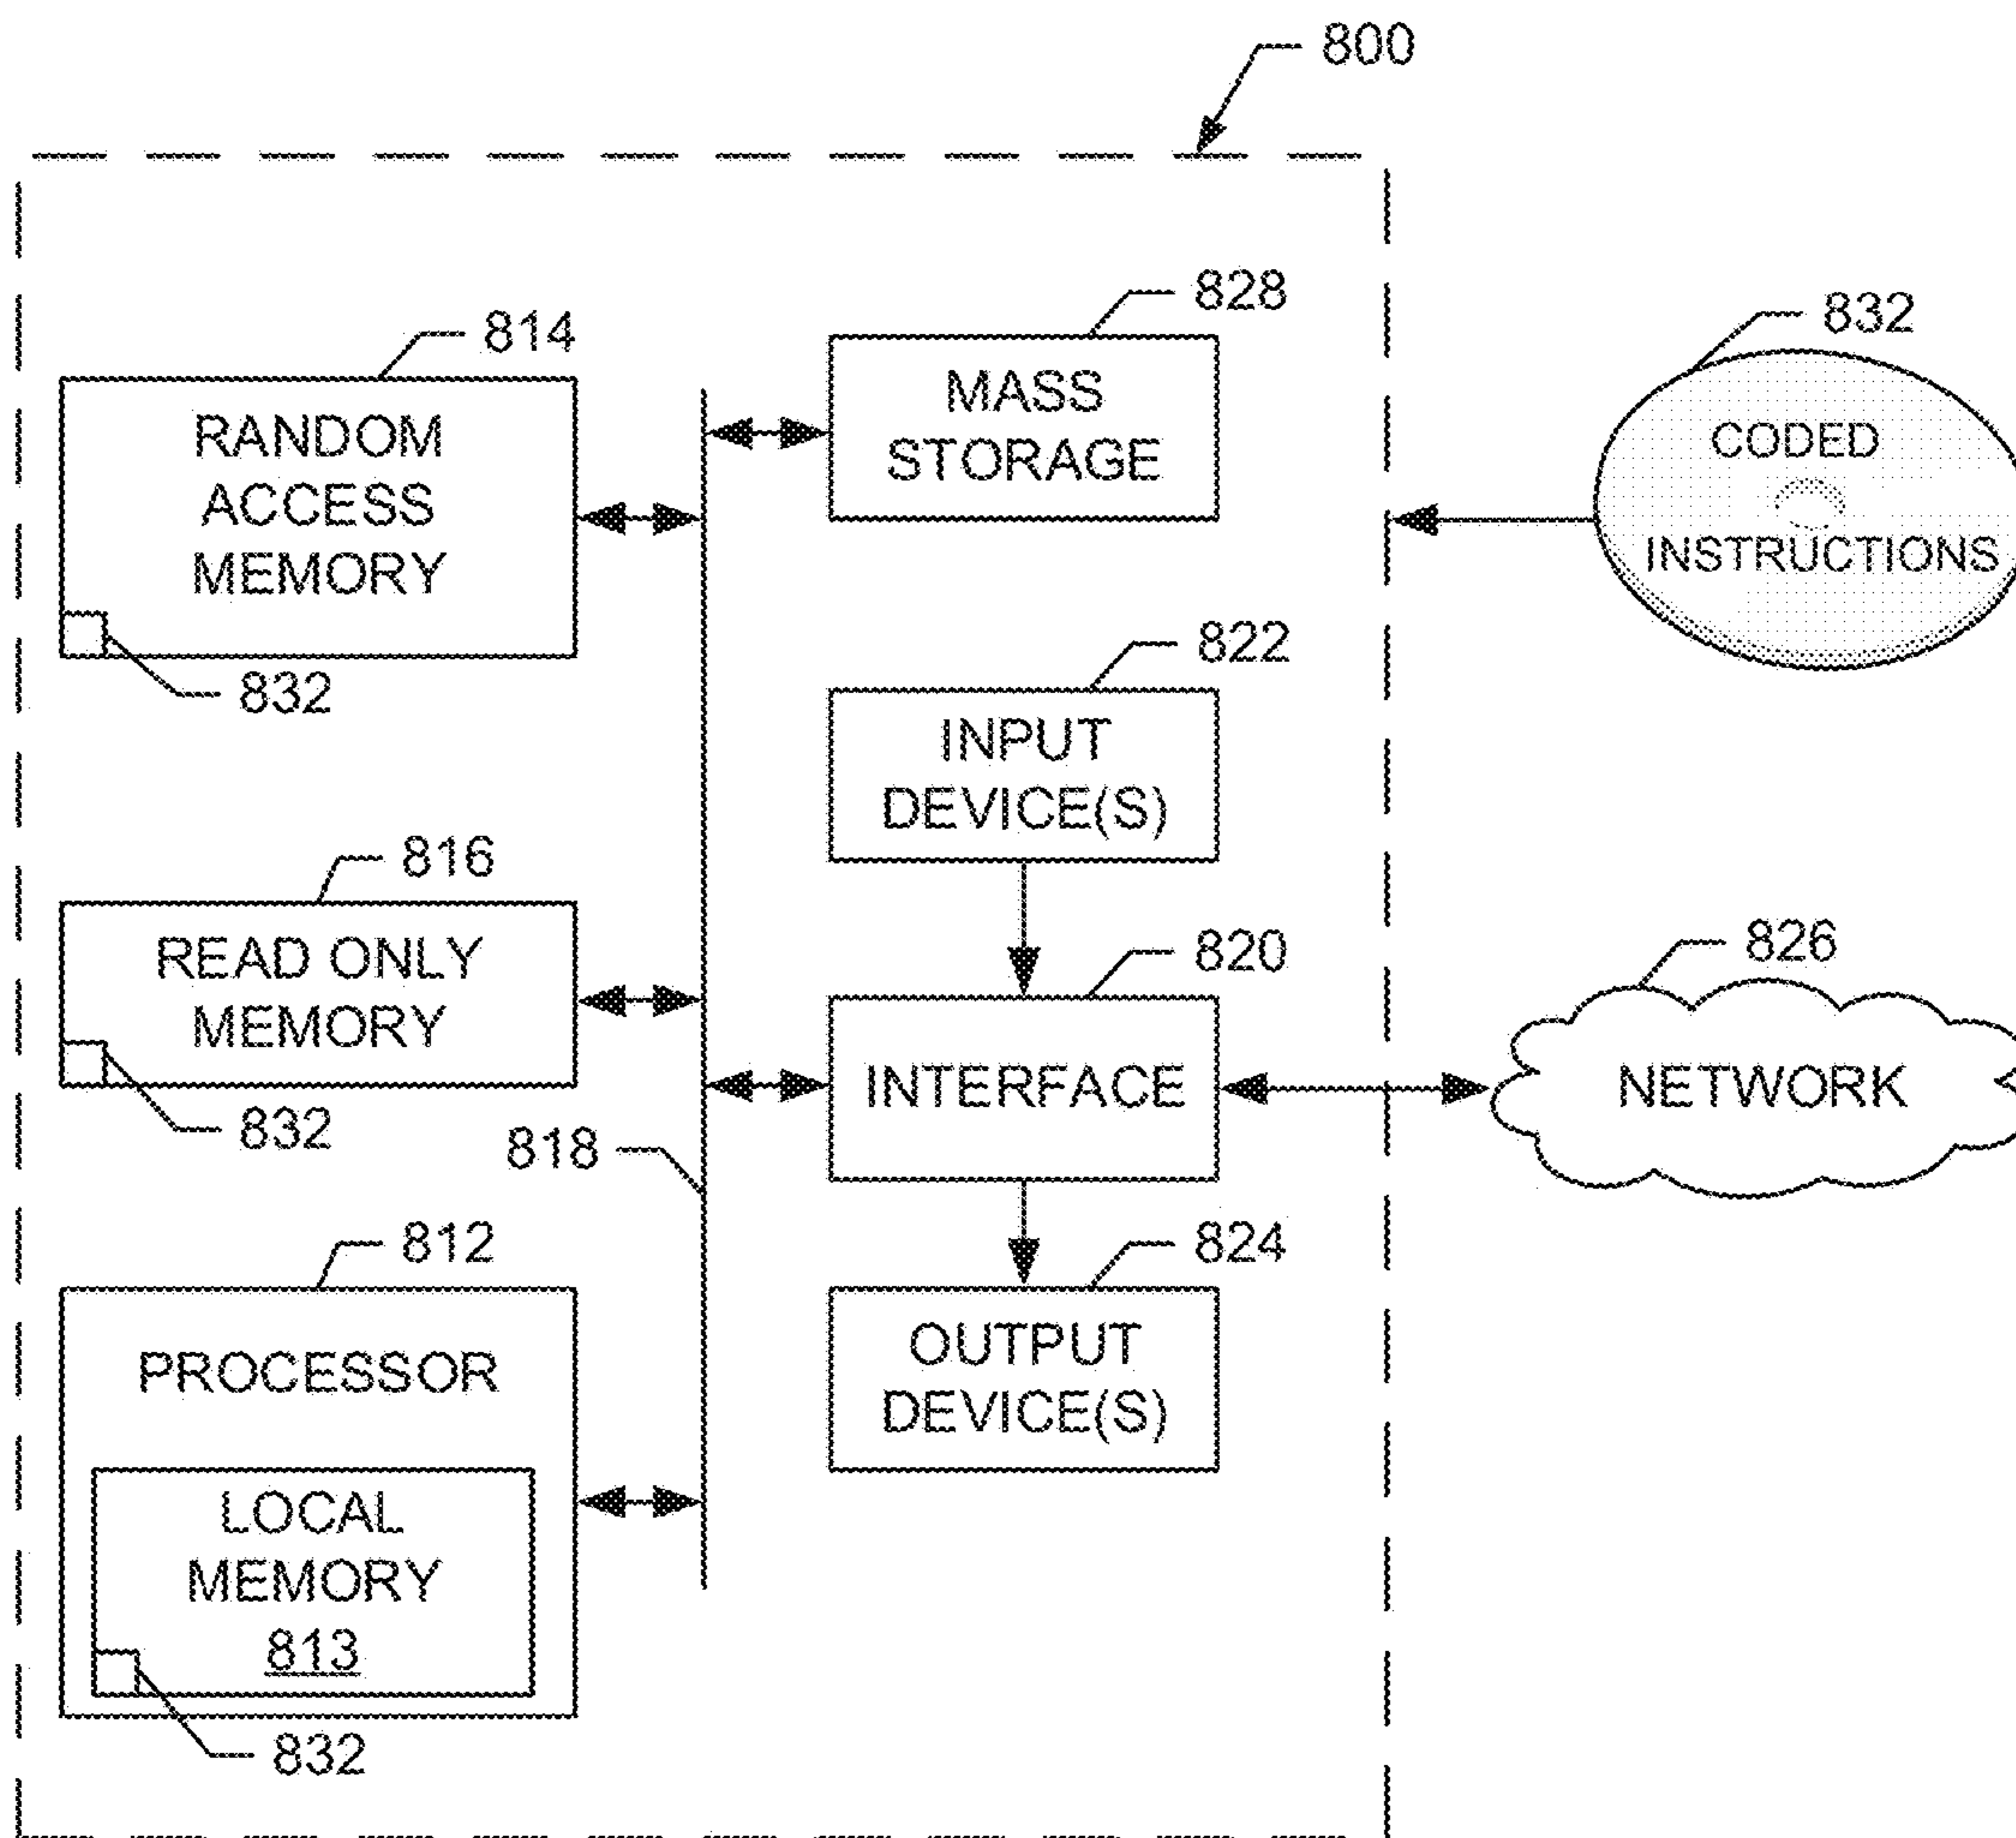 800
828
832
814
MASS
STORAGE
RANDOM
ACCESS
MEMORY
CODED
INSTRUCTIONS
832
822
INPUT
DEVICE(S)
816
READ ONLY
MEMORY
820
826
INTERFACE
NETWORK
832
818
812
824
PROCESSOR
OUTPUT
DEVICE(S)
LOCAL
MEMORY
813
832